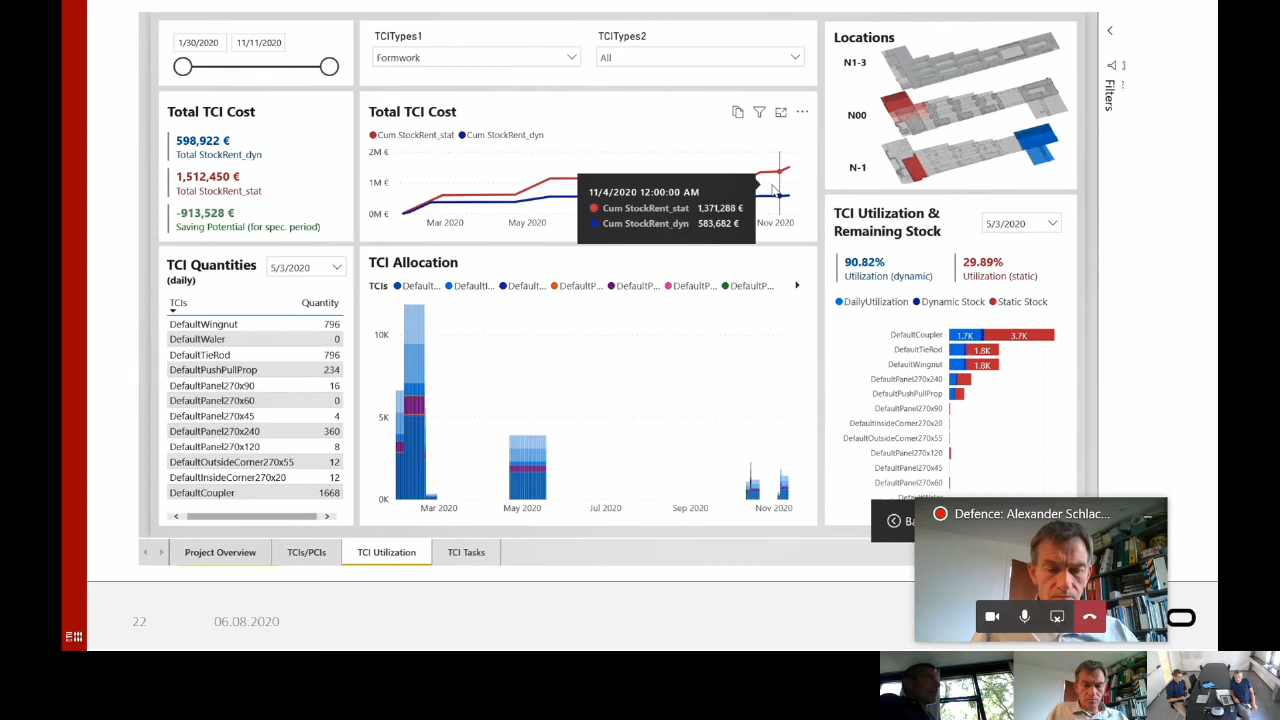 1/30/2020
11/11/2020
TCITypes1
Formwork
TCITypes2
All
Total TCI Cost
598,922 €
Total StockRent_dyn
1,512,450 €
Total StockRent_stat
-913,528 €
Saving Potential (for spec. period)
Total TCI Cost
Cum StockRent_stat
Cum StockRent_dyn
2M €
1M €
0M €
Mar 2020
May 2020
Nov 2020
11/4/2020 12:00:00 AM
Cum StockRent_stat 1,371,288 €
Cum StockRent_dyn 583,682 €
Locations
N1-3
N00
N-1
Filters
TCI Quantities
(daily)
5/3/2020
TCIs Quantity
DefaultWingnut 796
DefaultWaler 0
DefaultTieRod 796
DefaultPushPullProp 234
DefaultPanel270x90 16
DefaultPanel270x60 0
DefaultPanel270x45 4
DefaultPanel270x240 360
DefaultPanel270x120 8
DefaultOutsideCorner270x55 12
DefaultInsideCorner270x20 12
DefaultCoupler 1668
TCI Allocation
TCIs DefaultC... 
10K
5K
0K
Mar 2020
May 2020
Jul 2020
Sep 2020
Nov 2020
TCI Utilization &
Remaining Stock
5/3/2020
90.82%
Utilization (dynamic)
29.89%
Utilization (static)
DailyUtilization
Dynamic Stock
Static Stock
DefaultCoupler 1.7K 3.7K
DefaultTieRod 1.8K
DefaultWingnut 1.8K
DefaultPanel270x240
DefaultPushPullProp
DefaultPanel270x90
DefaultInsideCorner270x20
DefaultOutsideCorner270x55
DefaultPanel270x120
DefaultPanel270x45
DefaultPanel270x60
Project Overview
TCIs/PCIs
TCI Utilization
TCI Tasks
Defence: Alexander Schlac...
22
06.08.2020